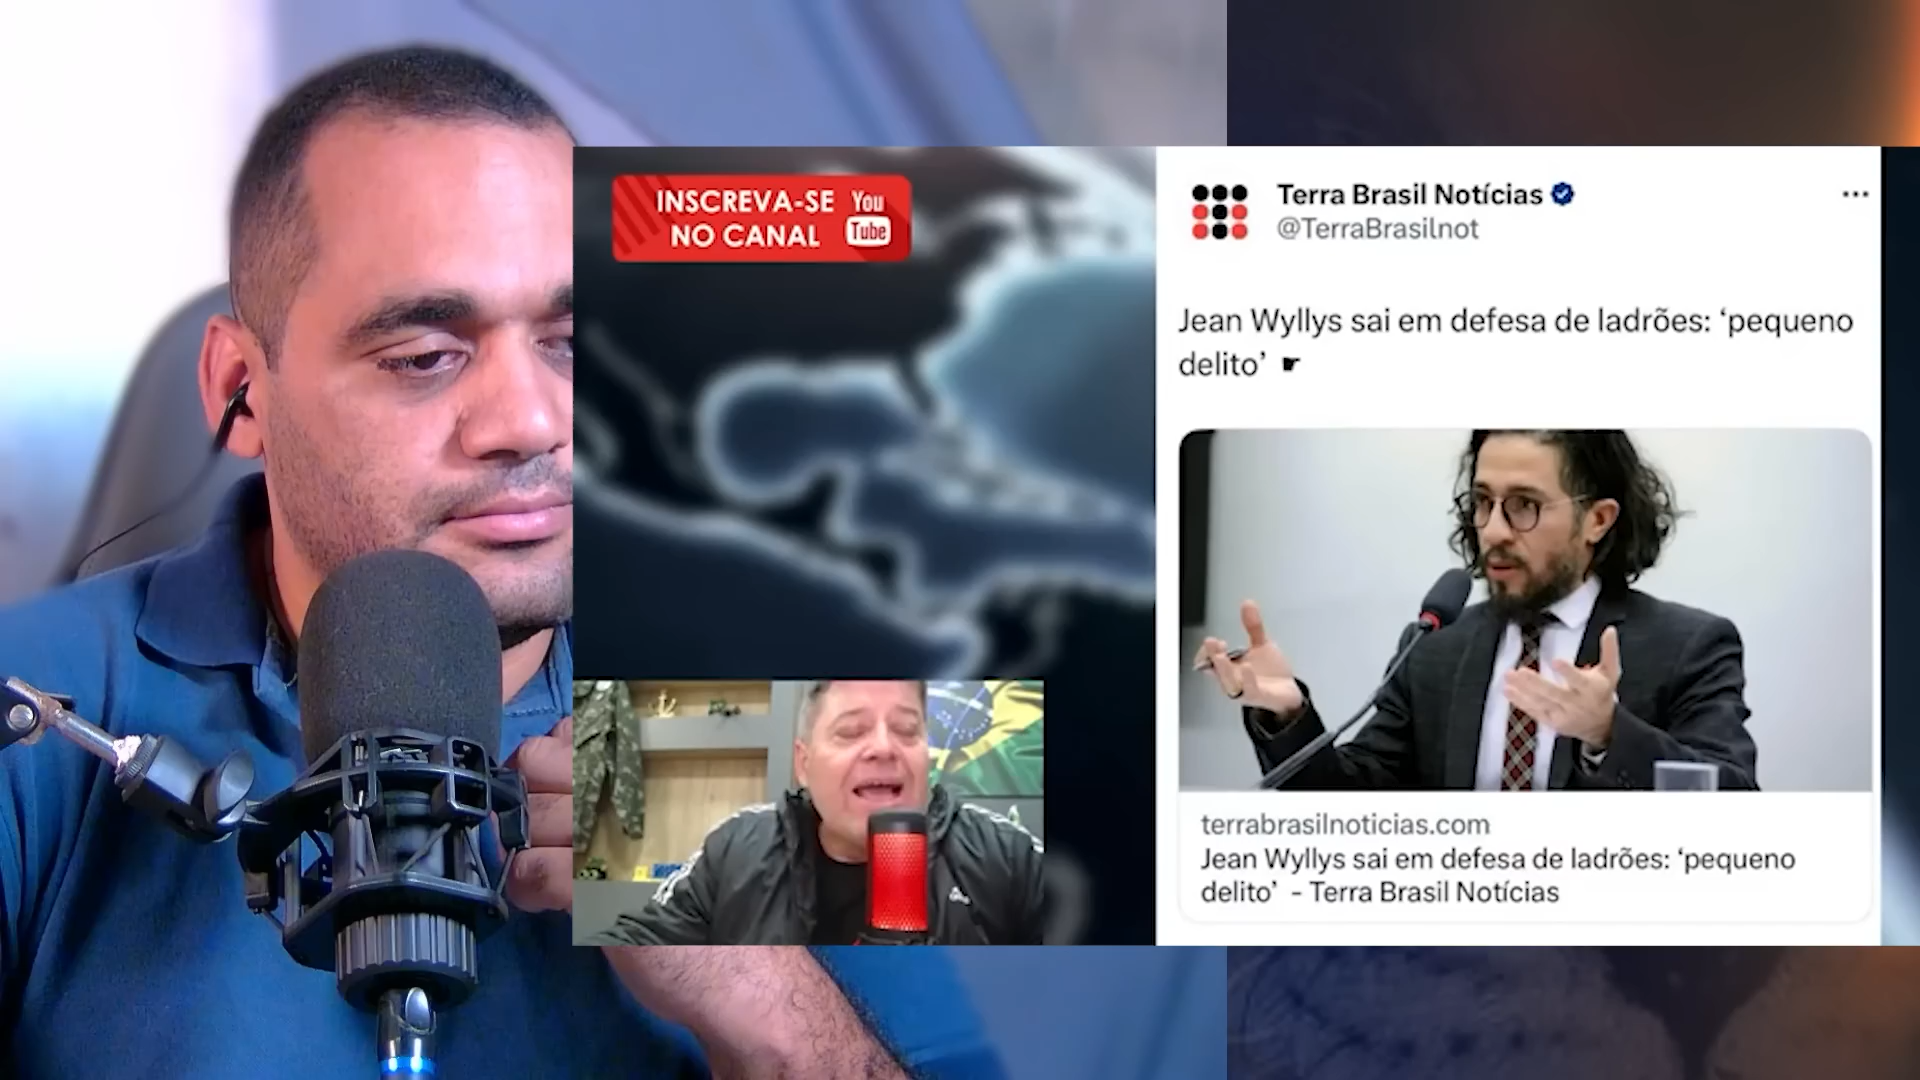 INSCREVA-SE
NO CANAL
You
Tube
Terra Brasil Notícias
@TerraBrasilnot
Jean Wyllys sai em defesa de ladrões: ‘pequeno
delito’ ☛
terrabrasilnoticias.com
Jean Wyllys sai em defesa de ladrões: ‘pequeno
delito’ - Terra Brasil Notícias